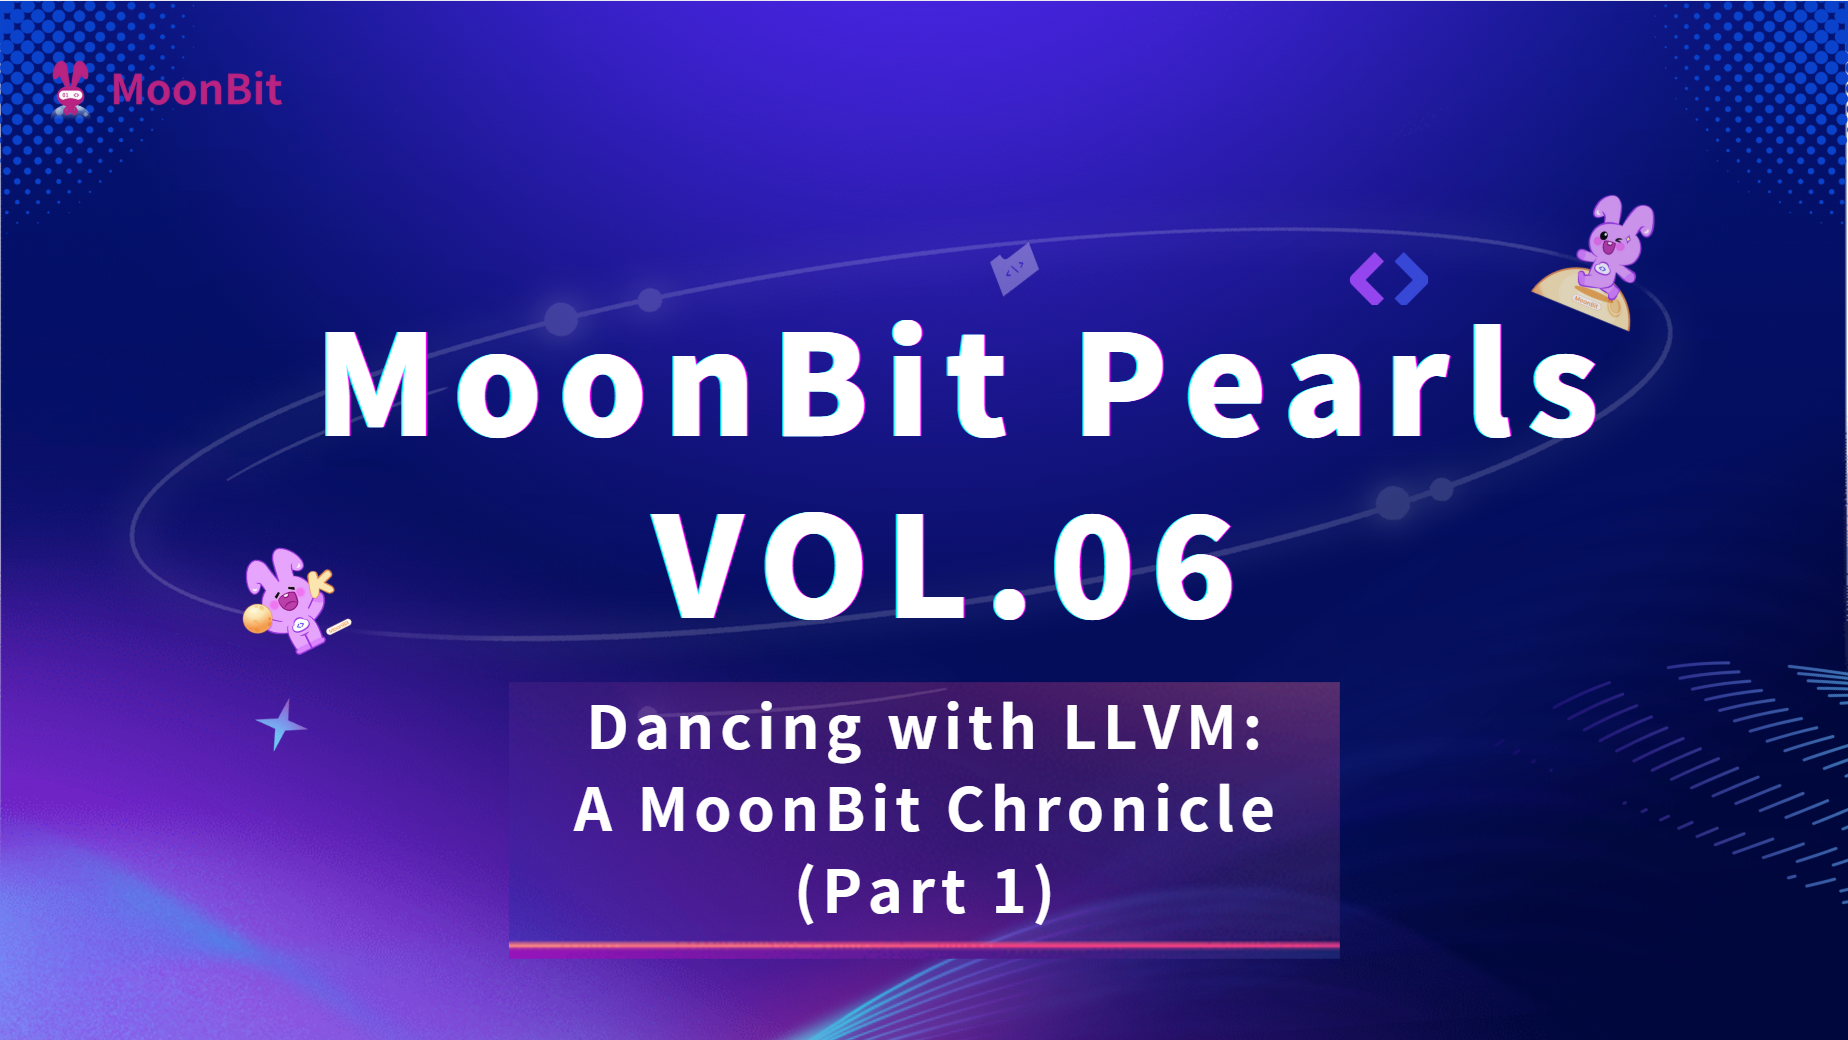 MoonBit
MoonBit Pearls
VOL.06
Dancing with LLVM:
A MoonBit Chronicle
(Part 1)